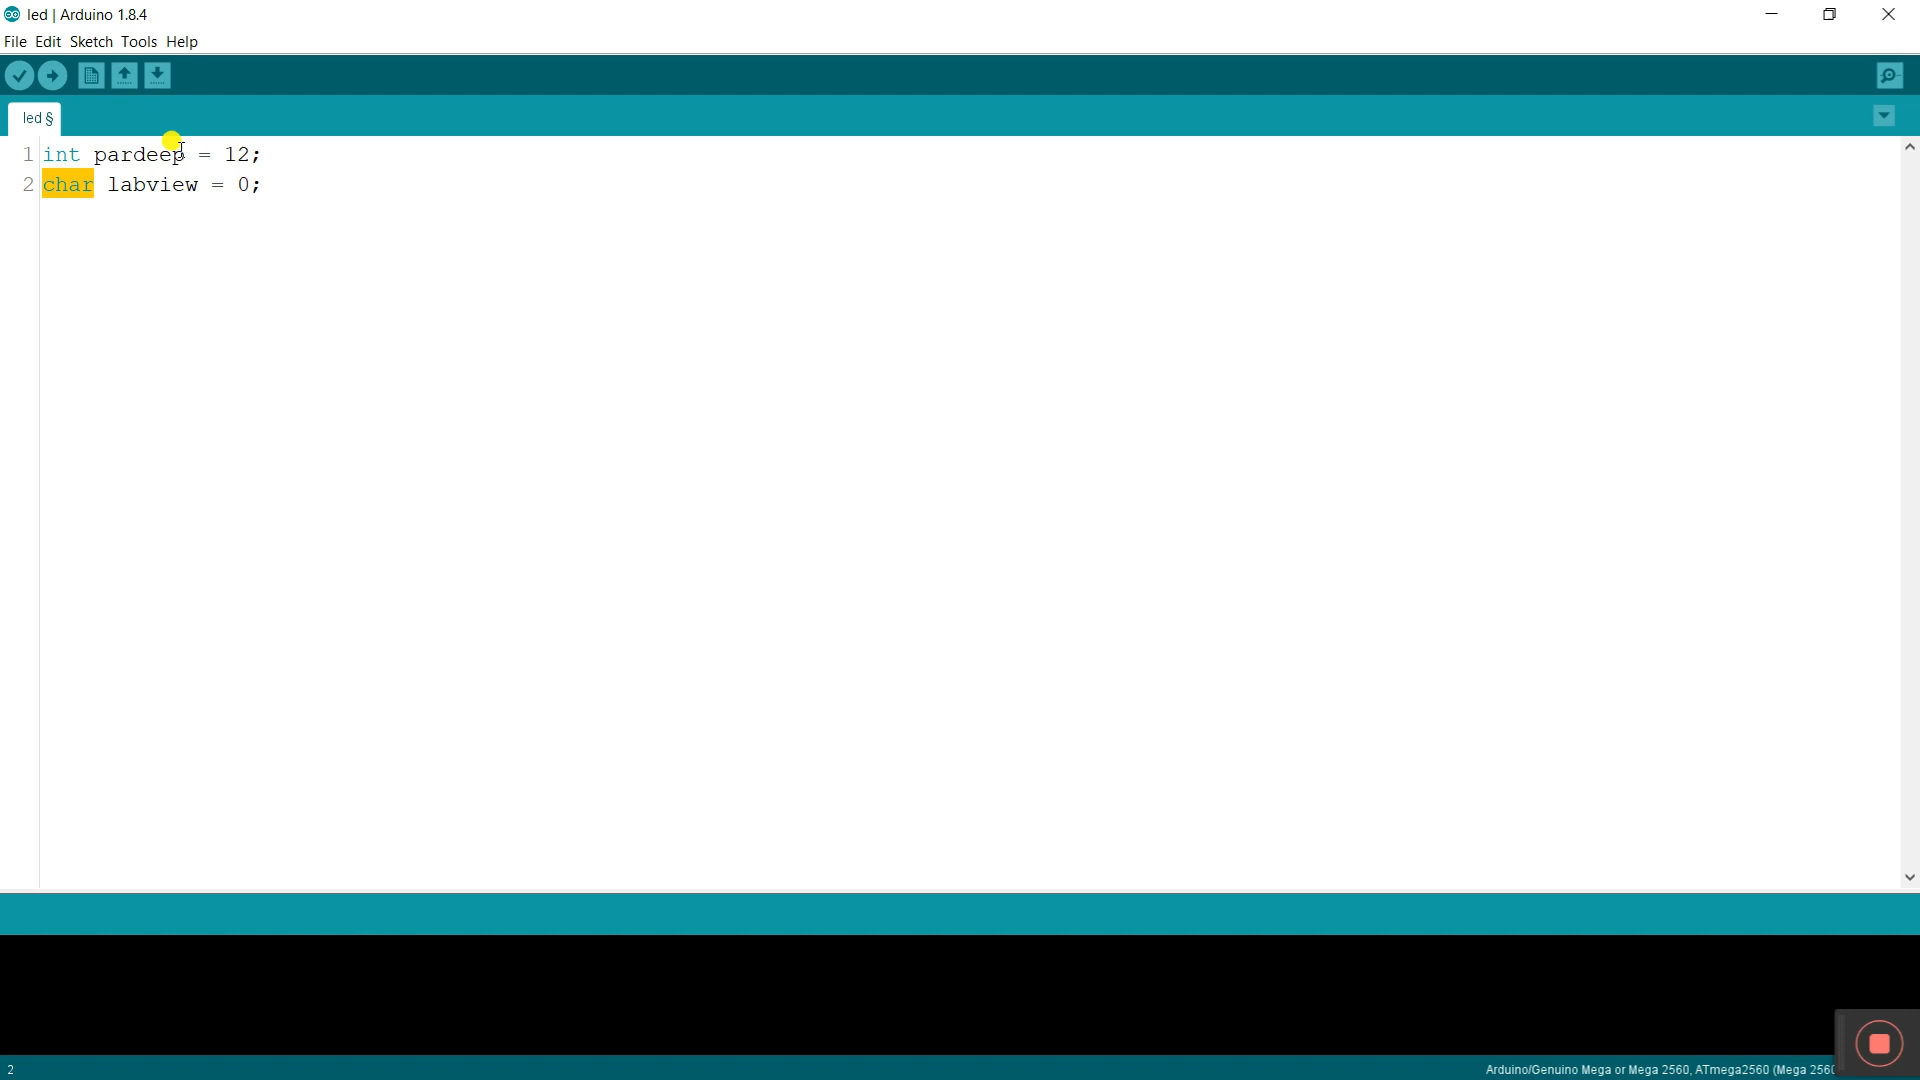 led | Arduino 1.8.4
File Edit Sketch Tools Help
led §
1 int pardeep = 12;
2 char labview = 0;
2
Arduino/Genuino Mega or Mega 2560, ATmega2560 (Mega 2560